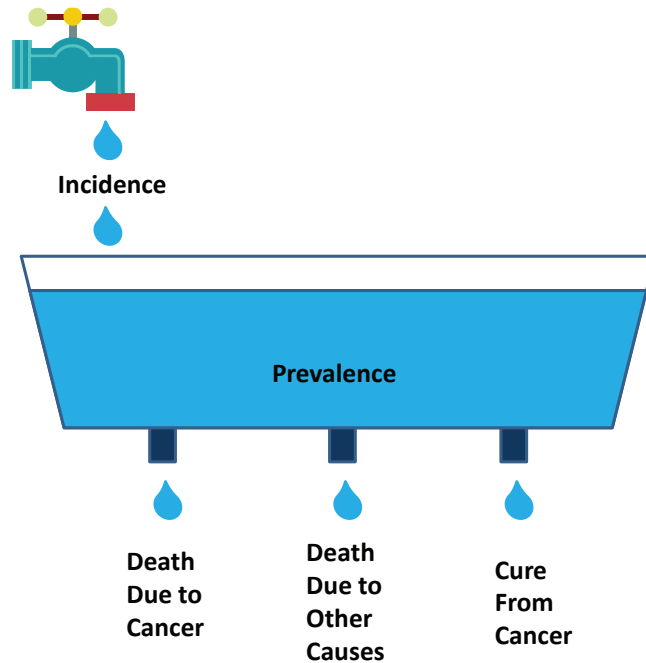 Incidence
Prevalence
Death
Due to
Cancer
Death
Due to
Other
Causes
Cure
From
Cancer